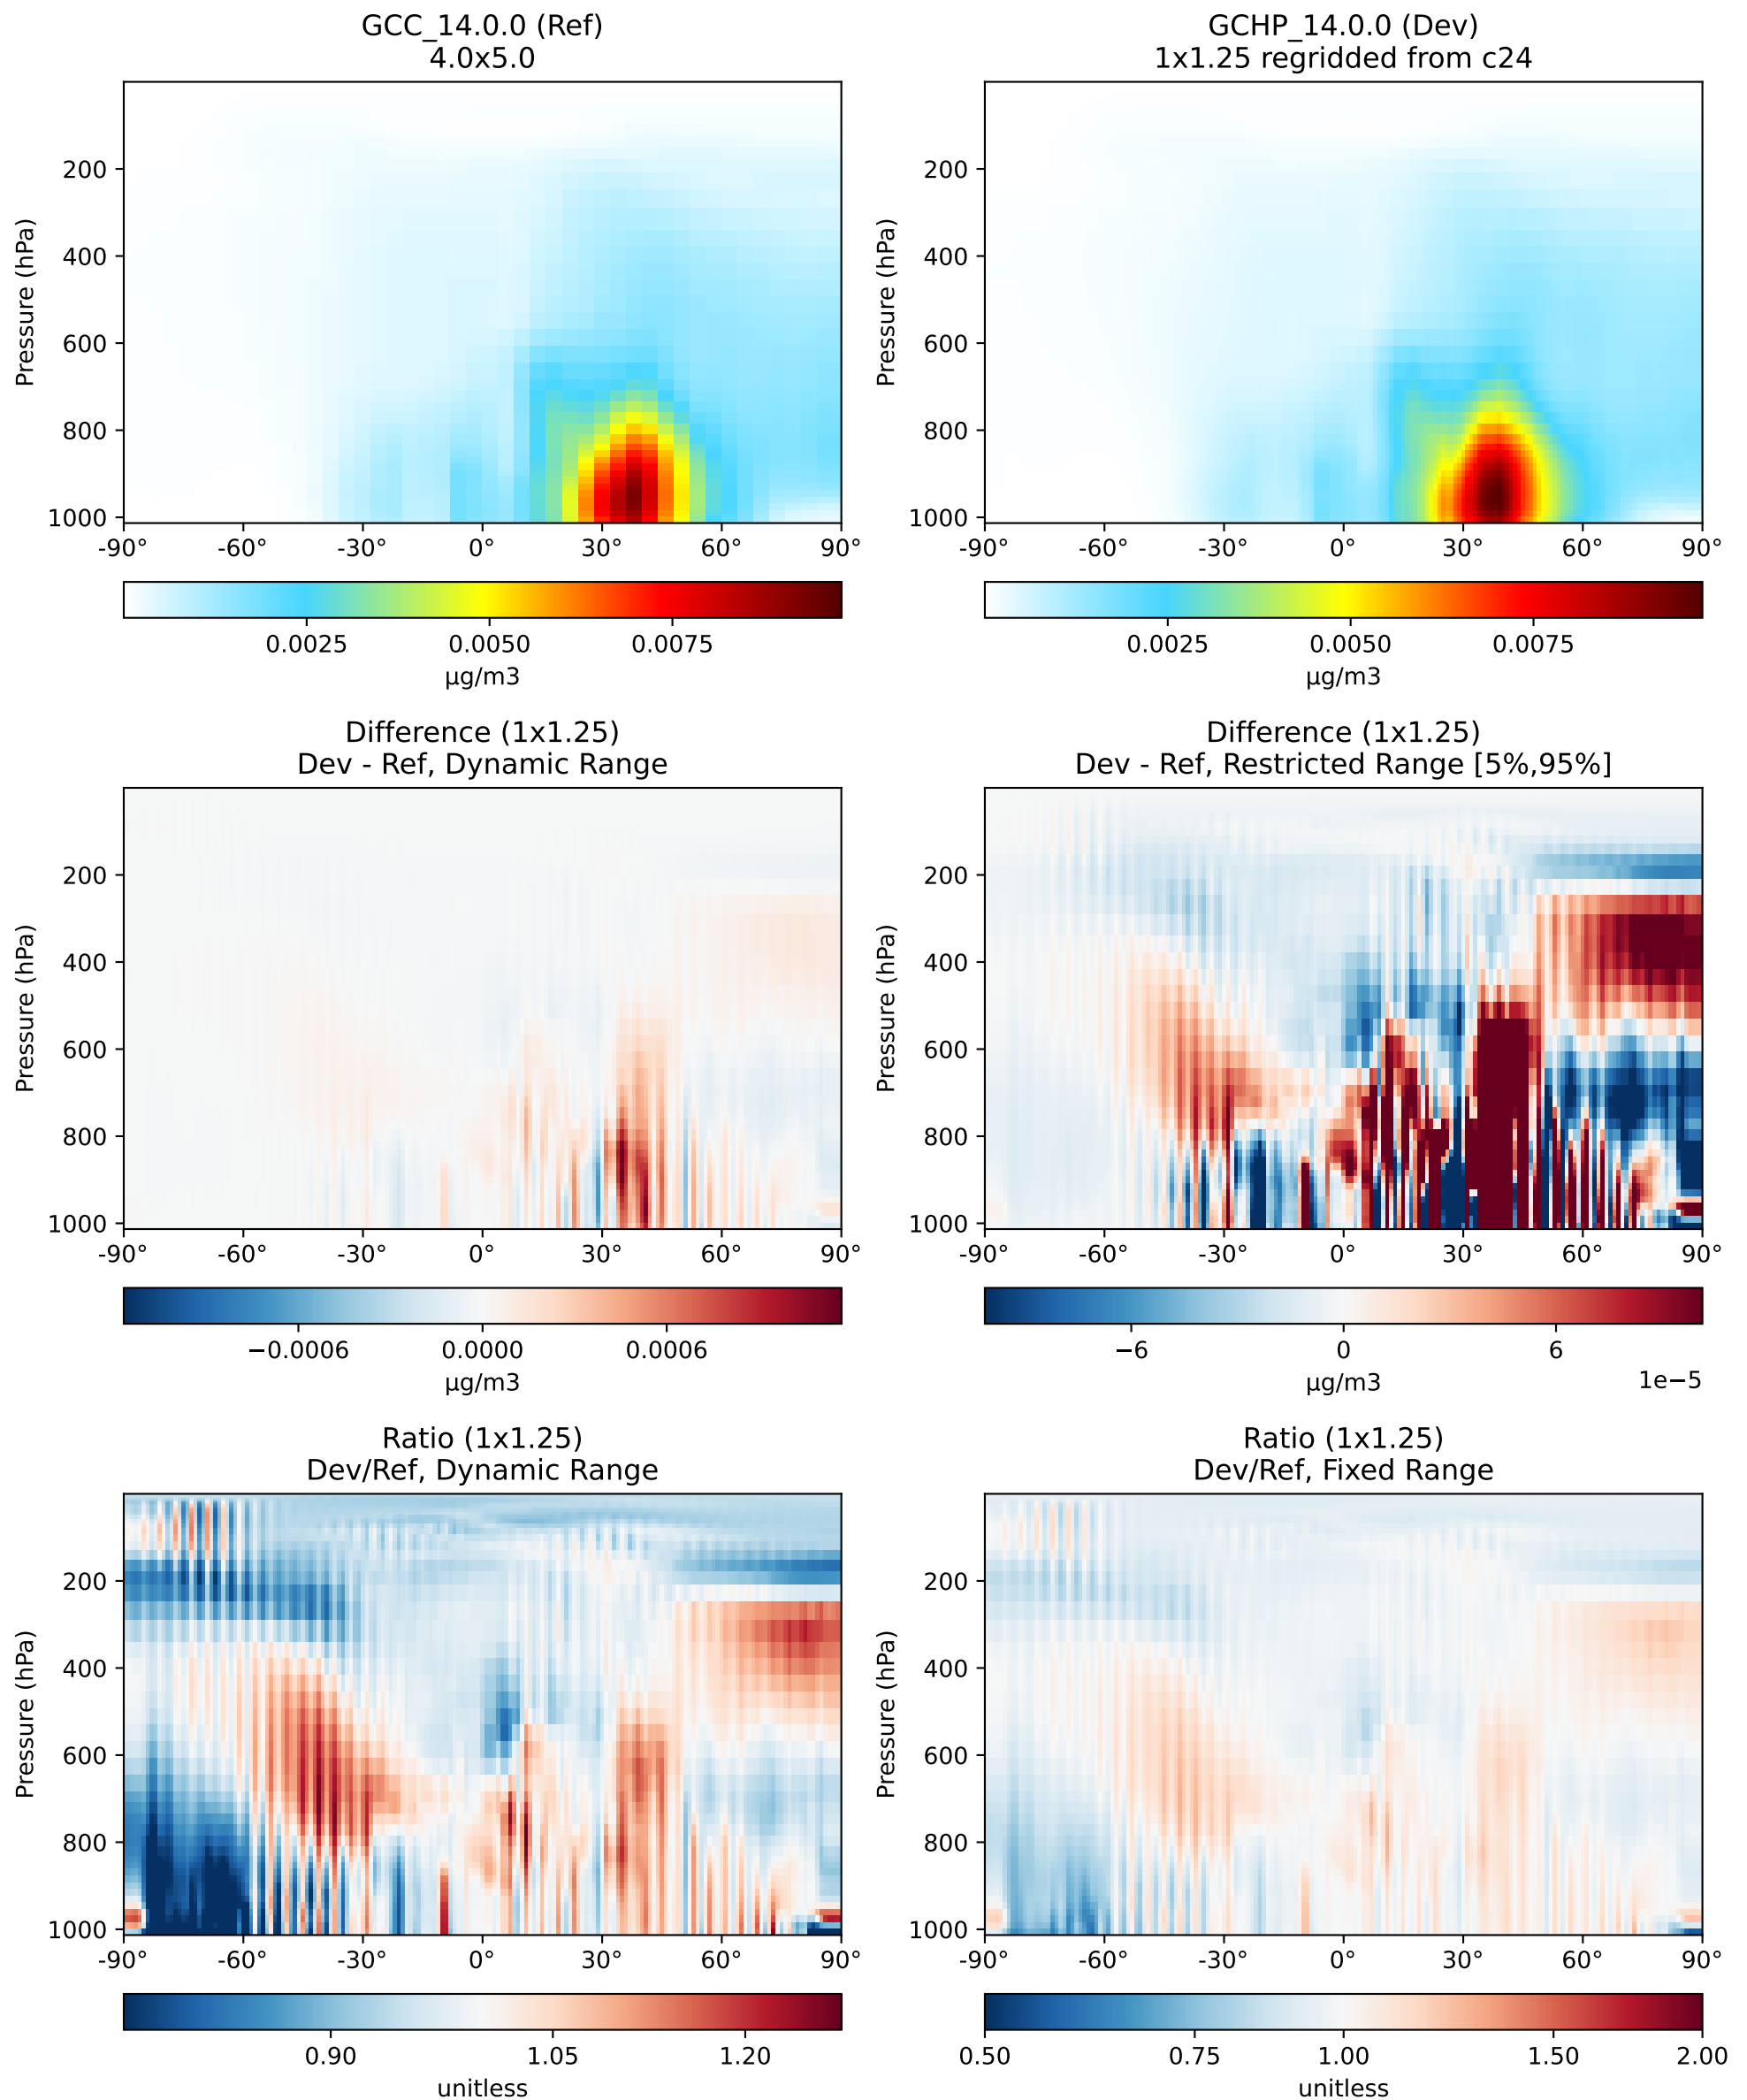 GCC_14.0.0 (Ref)
4.0x5.0
Pressure (hPa)
200
400
600
800
1000
-90° -60° -30° 0° 30° 60° 90°
0.0025 0.0050 0.0075
µg/m3
GCHP_14.0.0 (Dev)
1x1.25 regridded from c24
Pressure (hPa)
200
400
600
800
1000
-90° -60° -30° 0° 30° 60° 90°
0.0025 0.0050 0.0075
µg/m3
Difference (1x1.25)
Dev - Ref, Dynamic Range
Pressure (hPa)
200
400
600
800
1000
-90° -60° -30° 0° 30° 60° 90°
−0.0006 0.0000 0.0006
µg/m3
Difference (1x1.25)
Dev - Ref, Restricted Range [5%,95%]
Pressure (hPa)
200
400
600
800
1000
-90° -60° -30° 0° 30° 60° 90°
−6 0 6
µg/m3
1e−5
Ratio (1x1.25)
Dev/Ref, Dynamic Range
Pressure (hPa)
200
400
600
800
1000
-90° -60° -30° 0° 30° 60° 90°
0.90 1.05 1.20
unitless
Ratio (1x1.25)
Dev/Ref, Fixed Range
Pressure (hPa)
200
400
600
800
1000
-90° -60° -30° 0° 30° 60° 90°
0.50 0.75 1.00 1.50 2.00
unitless